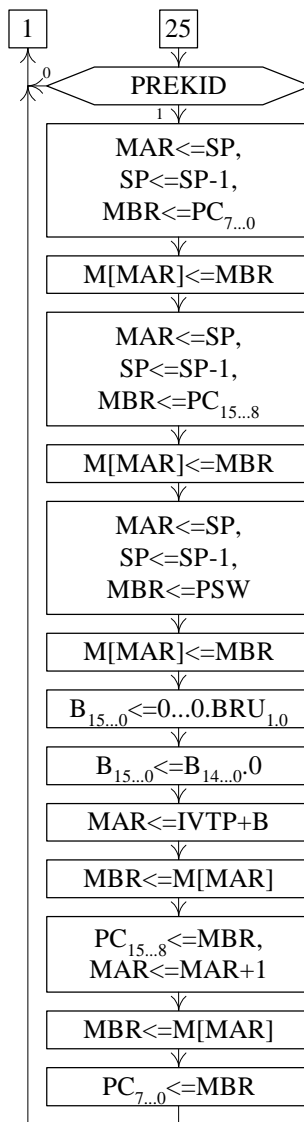 1 25
0 PREKID
1
MAR<=SP,
SP<=SP-1,
MBR<=PC7...0
M[MAR]<=MBR
MAR<=SP,
SP<=SP-1,
MBR<=PC15...8
M[MAR]<=MBR
MAR<=SP,
SP<=SP-1,
MBR<=PSW
M[MAR]<=MBR
B15...0<=0...0.BRU1.0
B15...0<=B14...0.0
MAR<=IVTP+B
MBR<=M[MAR]
PC15...8<=MBR,
MAR<=MAR+1
MBR<=M[MAR]
PC7...0<=MBR